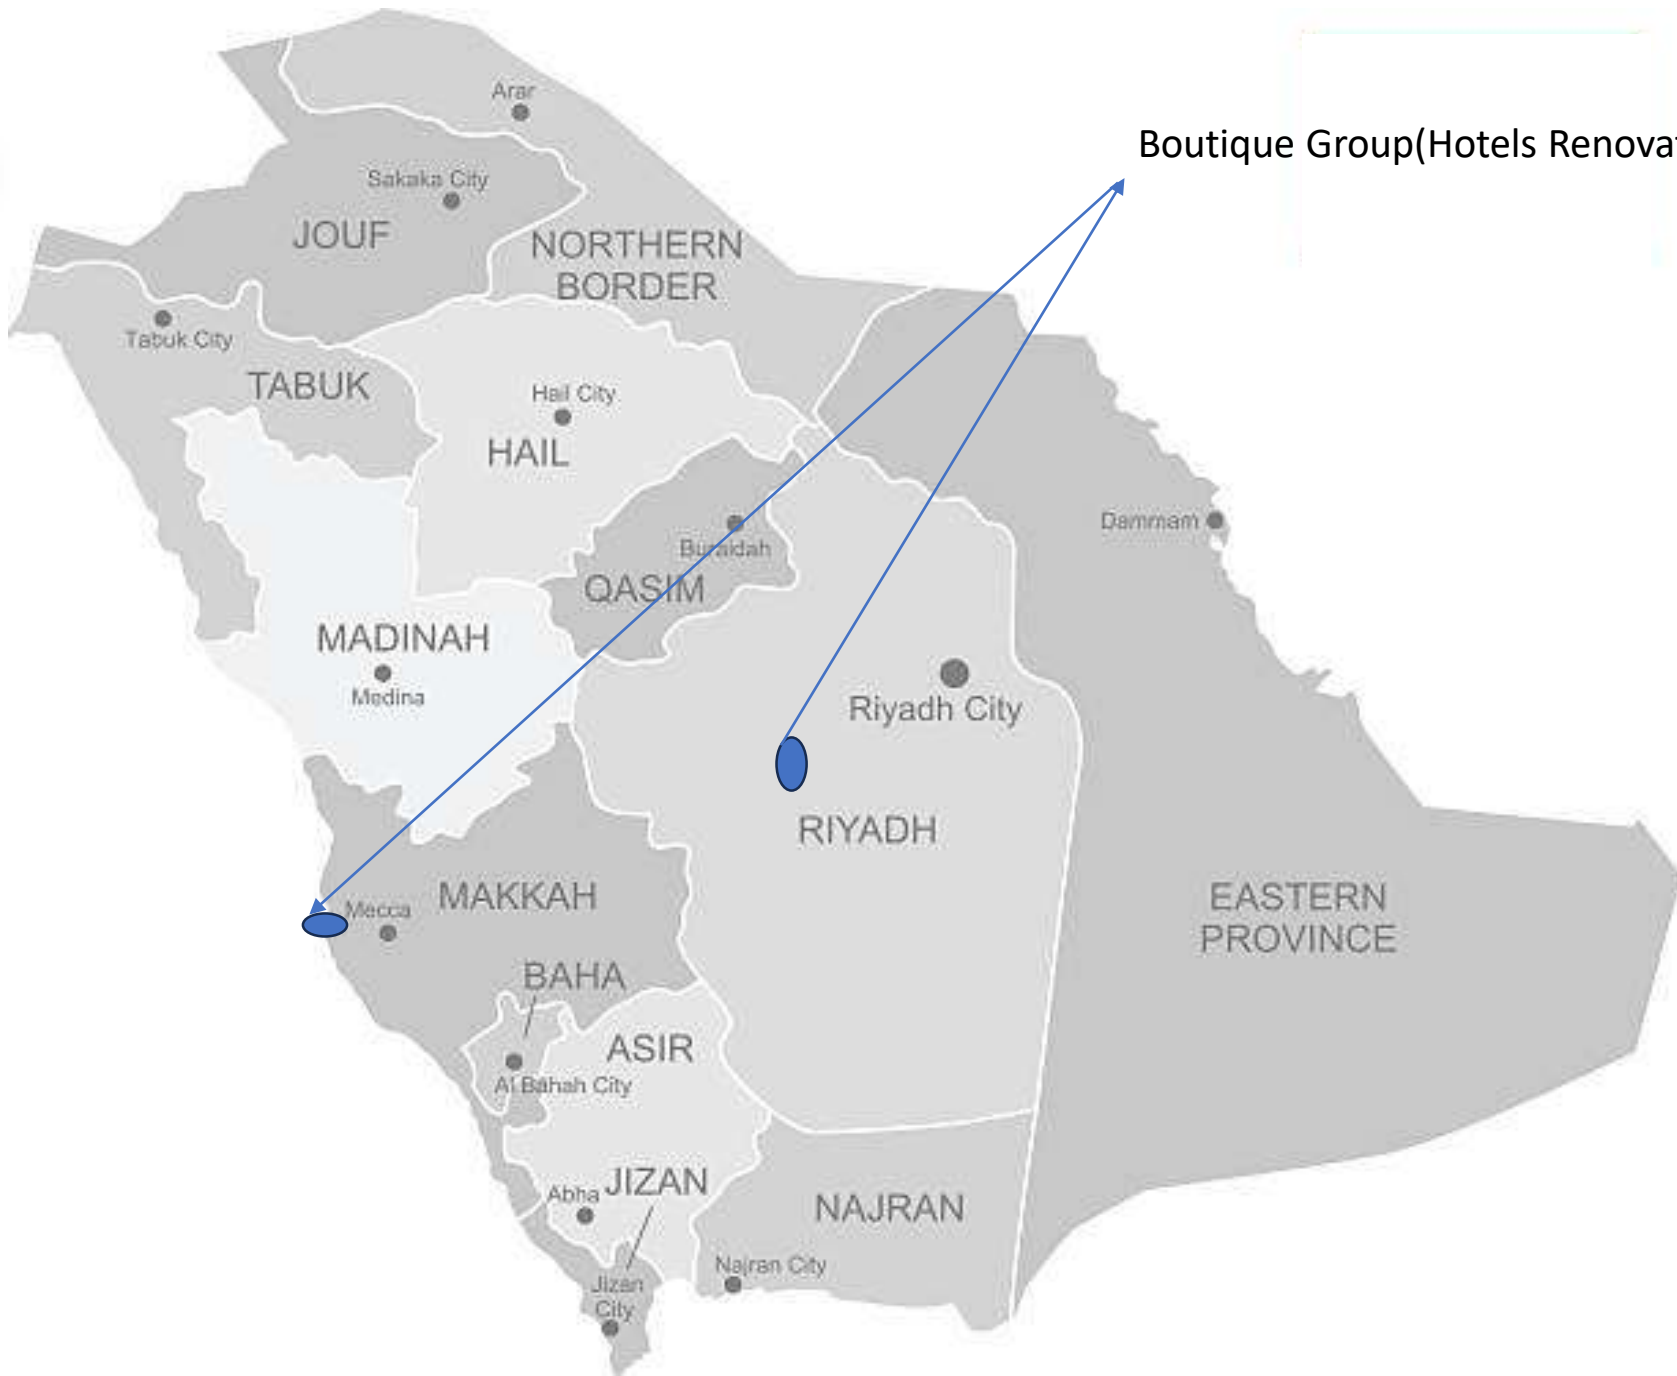 Arar
Boutique Group(Hotels Renovat
Sakaka City
JOUF
NORTHERN
BORDER
Tabuk City
TABUK
Hail City
HAIL
Dammam
Buraidah
QASIM
MADINAH
Medina
Riyadh City
RIYADH
MAKKAH
Mecca
EASTERN
PROVINCE
BAHA
ASIR
Al Bahah City
JIZAN
Abha
NAJRAN
Najran City
Jizan
City